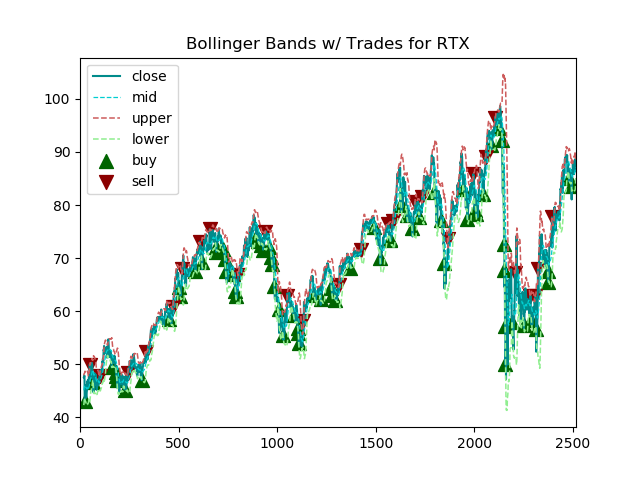 Bollinger Bands w/ Trades for RTX
close
mid
upper
lower
buy
sell
100
90
80
70
60
50
40
0 500 1000 1500 2000 2500